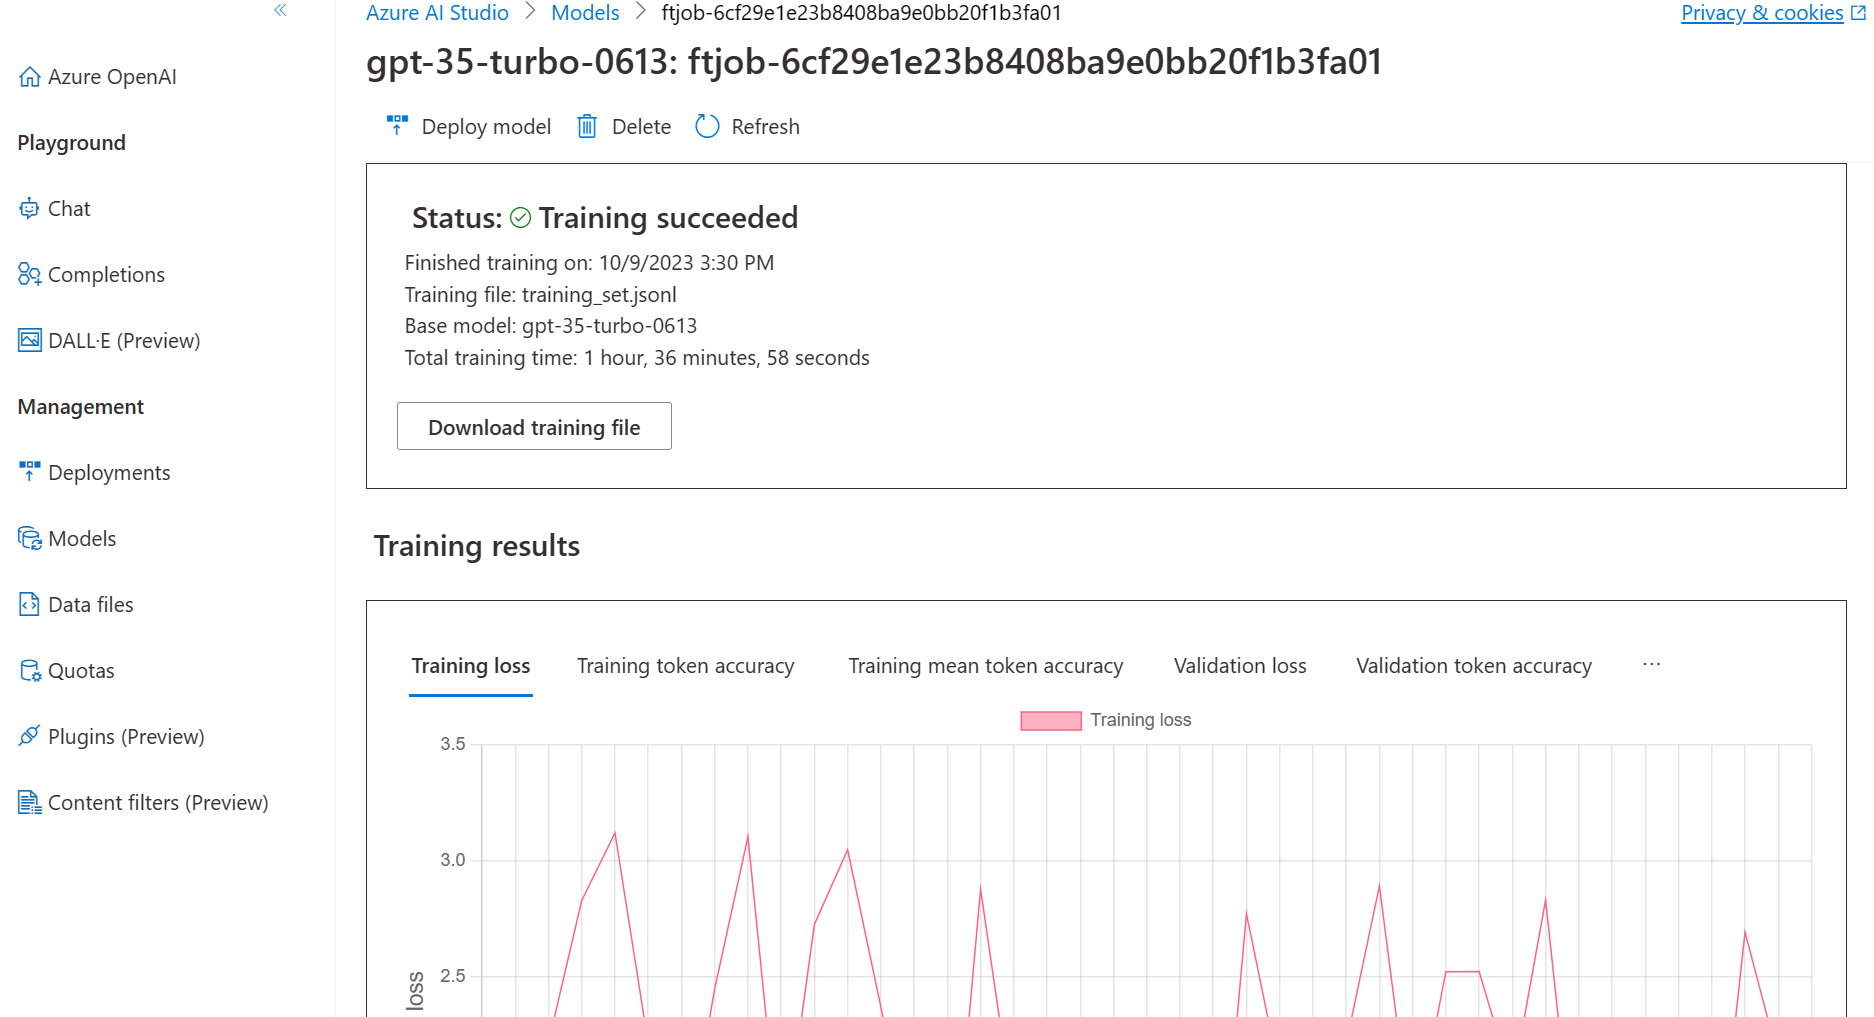 Azure AI Studio > Models > ftjob-6cf29e1e23b8408ba9e0bb20f1b3fa01
Privacy & cookies
gpt-35-turbo-0613: ftjob-6cf29e1e23b8408ba9e0bb20f1b3fa01
Deploy model Delete Refresh
Azure OpenAI
Playground
Chat
Completions
DALL·E (Preview)
Management
Deployments
Models
Data files
Quotas
Plugins (Preview)
Content filters (Preview)
Status: Training succeeded
Finished training on: 10/9/2023 3:30 PM
Training file: training_set.jsonl
Base model: gpt-35-turbo-0613
Total training time: 1 hour, 36 minutes, 58 seconds
Download training file
Training results
Training loss Training token accuracy Training mean token accuracy Validation loss Validation token accuracy ...
Training loss
3.5
3.0
2.5
loss